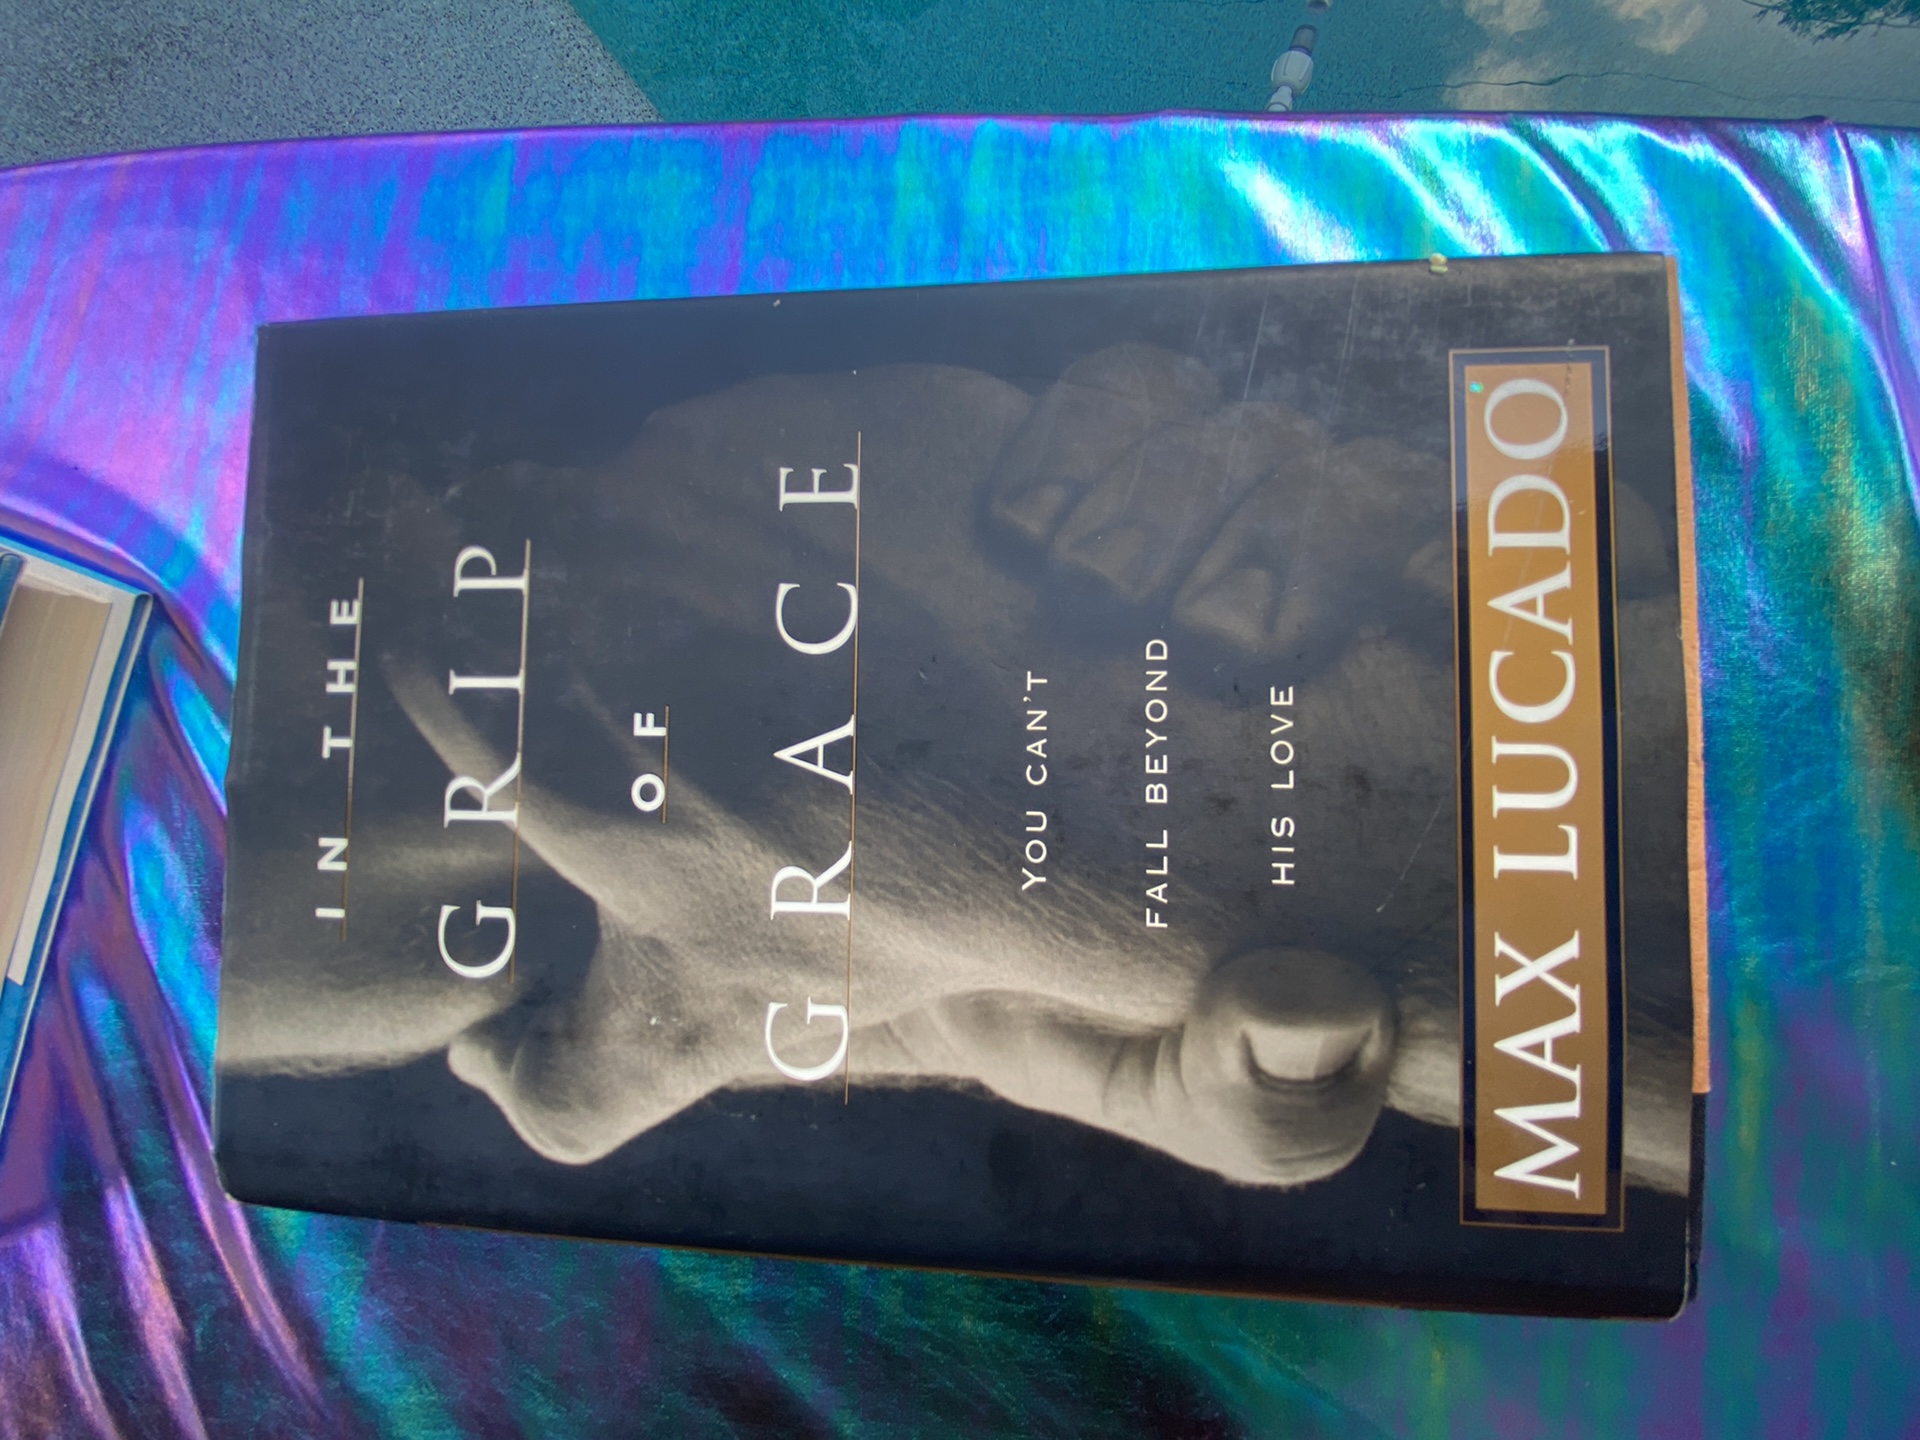 IN THE
GRIP
OF
GRACE
YOU CAN'T
FALL BEYOND
HIS LOVE
MAX LUCADO